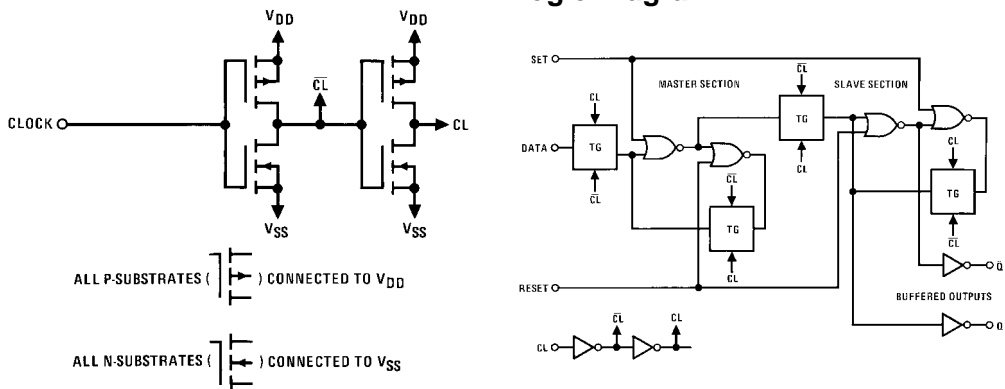 VDD
VDD
CL
CLOCK
CL
VSS
VSS
ALL P-SUBSTRATES (
) CONNECTED TO VDD
ALL N-SUBSTRATES (
) CONNECTED TO VSS
SET
MASTER SECTION
CL
SLAVE SECTION
CL
TG
DATA
TG
CL
CL
CL
CL
TG
CL
TG
CL
CL
Q
RESET
BUFFERED OUTPUTS
CL
CL
CL
Q